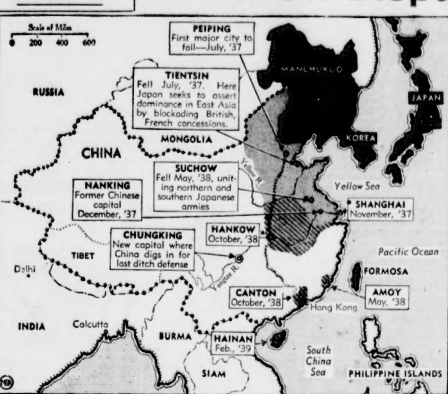 Scale of Miles
0 200 400 600
PEIPING
First major city to
fall—July, '37
MANCHUKUO
TIENTSIN
Fell July, '37. Here
Japan seeks to assert
dominance in East Asia
by blockading British,
French concessions.
RUSSIA
JAPAN
KOREA
MONGOLIA
CHINA
Yellow R.
SUCHOW
Fell May, '38, unit-
ing northern and
southern Japanese
armies
Yellow Sea
NANKING
Former Chinese
capital
December, '37
SHANGHAI
November, '37
HANKOW
October, '38
CHUNGKING
New capital where
China digs in for
last ditch defense
Pacific Ocean
TIBET
Delhi
Yangtze R.
FORMOSA
CANTON
October, '38
AMOY
May, '38
Hong Kong
INDIA
Calcutta
BURMA
HAINAN
Feb., '39
South
China
Sea
SIAM
PHILIPPINE ISLANDS